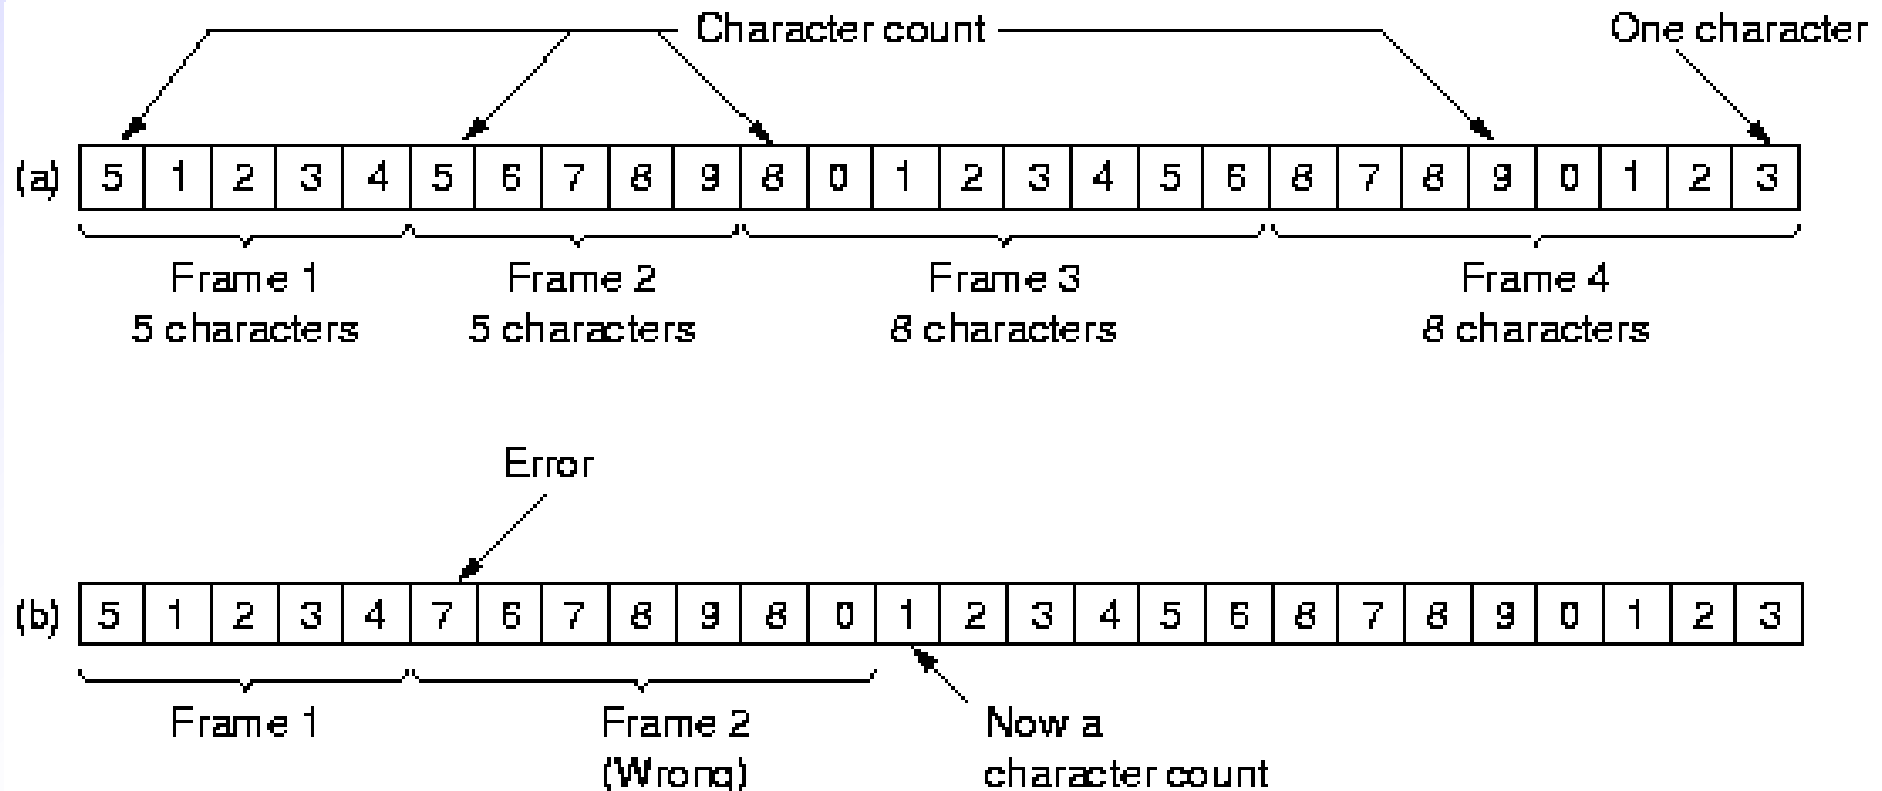 Character count One character
(a) 5 1 2 3 4 5 6 7 8 9 8 0 1 2 3 4 5 6 8 7 8 9 0 1 2 3
Frame 1 Frame 2 Frame 3 Frame 4
5 characters 5 characters 8 characters 8 characters
Error
(b) 5 1 2 3 4 7 6 7 8 9 8 0 1 2 3 4 5 6 8 7 8 9 0 1 2 3
Frame 1 Frame 2 Now a
(Wrong) character count